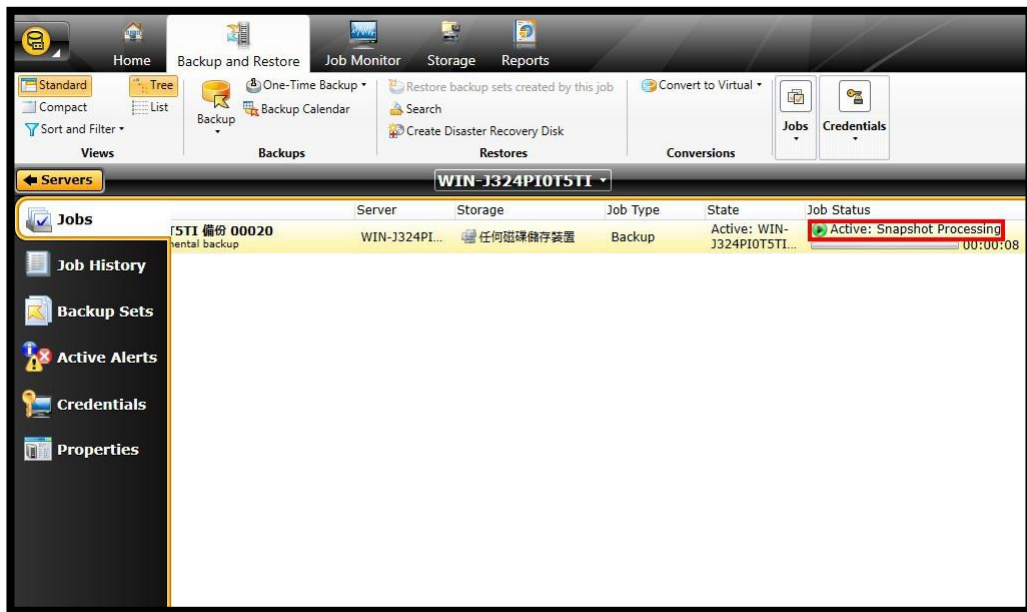 Home Backup and Restore Job Monitor Storage Reports
Standard Tree
Compact List
Sort and Filter
Views
Backup
One-Time Backup
Backup Calendar
Backups
Restore backup sets created by this job
Search
Create Disaster Recovery Disk
Restores
Convert to Virtual
Conversions
Jobs
Credentials
Servers
WIN-J324PI0T5TI
Jobs
Job History
Backup Sets
Active Alerts
Credentials
Properties
Server Storage Job Type State Job Status
5TI 備份 00020
mental backup
WIN-J324PI...
任何磁碟儲存裝置
Backup
Active: WIN-
J324PI0T5TI...
Active: Snapshot Processing
00:00:08